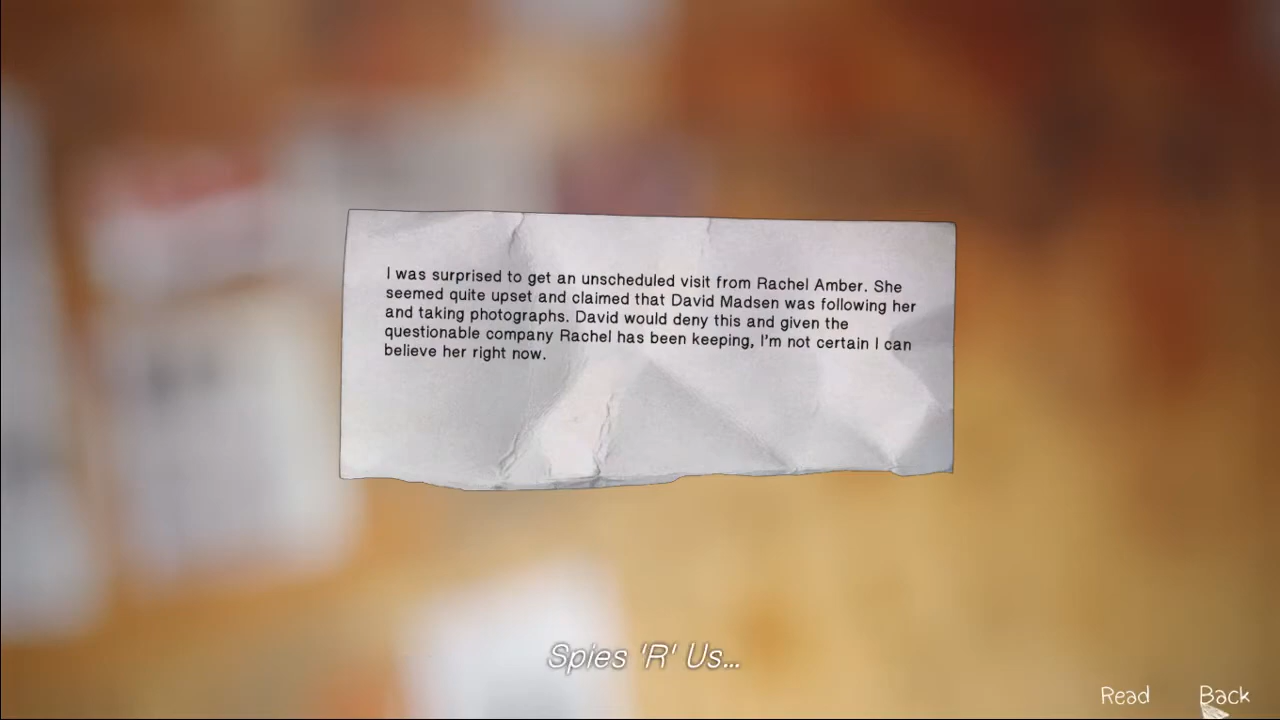 I was surprised to get an unscheduled visit from Rachel Amber. She
seemed quite upset and claimed that David Madsen was following her
and taking photographs. David would deny this and given the
questionable company Rachel has been keeping, I'm not certain I can
believe her right now.
Spies 'R' Us...
Read Back